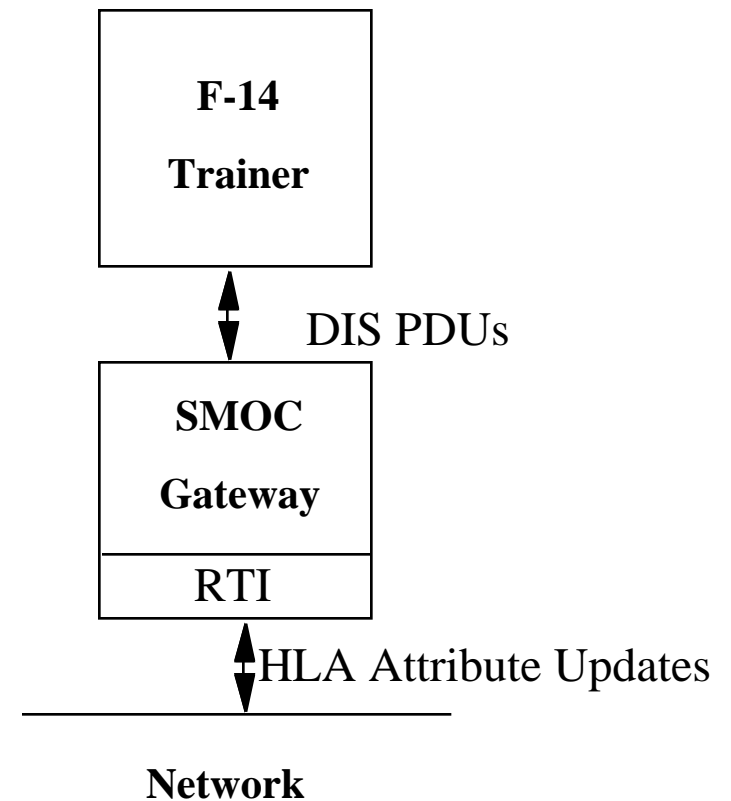 F-14
Trainer
DIS PDUs
SMOC
Gateway
RTI
HLA Attribute Updates
Network